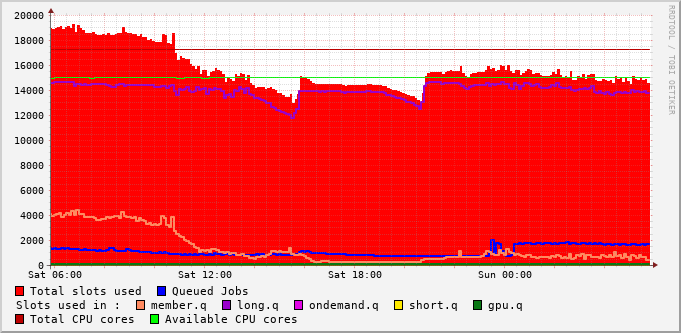 RRDTOOL / TOBI OETIKER
20000
18000
16000
14000
12000
10000
8000
6000
4000
2000
0
Sat 06:00 Sat 12:00 Sat 18:00 Sun 00:00
Total slots used Queued Jobs
Slots used in : member.q long.q ondemand.q short.q gpu.q
Total CPU cores Available CPU cores